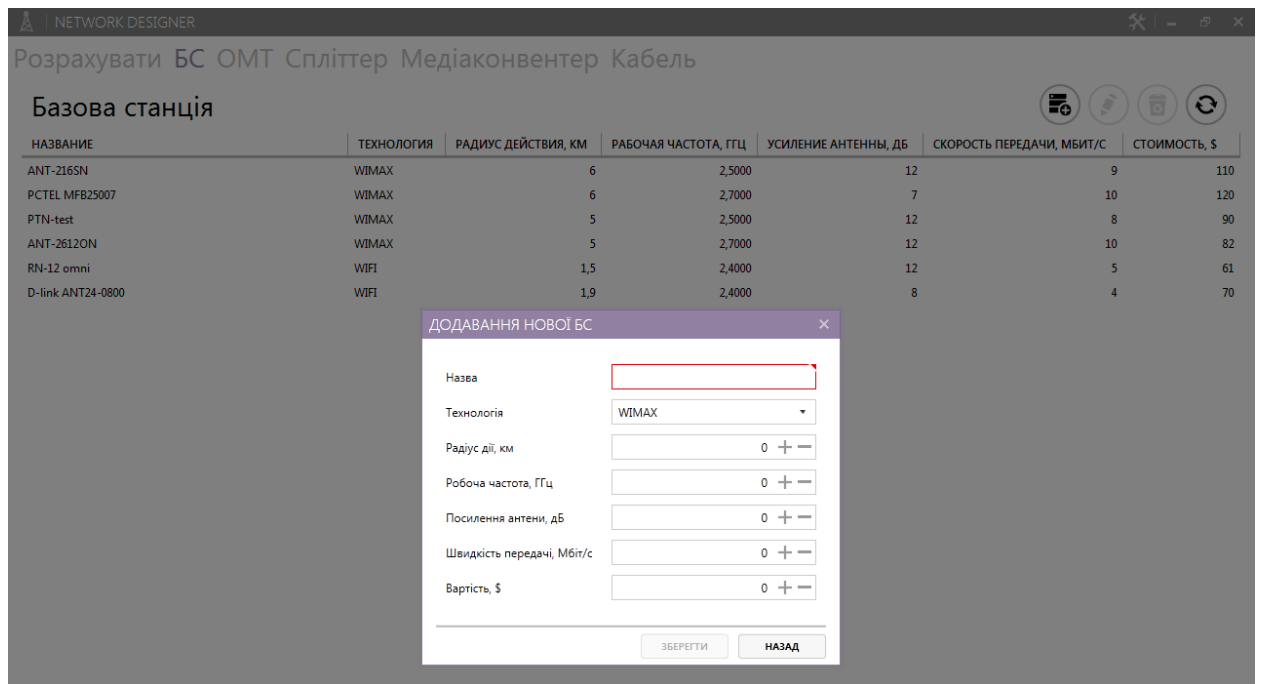 NETWORK DESIGNER
Розрахувати БС ОМТ Спліттер Медіаконвентер Кабель
Базова станція
НАЗВАНИЕ ТЕХНОЛОГИЯ РАДИУС ДЕЙСТВИЯ, КМ РАБОЧАЯ ЧАСТОТА, ГГЦ УСИЛЕНИЕ АНТЕННЫ, ДБ СКОРОСТЬ ПЕРЕДАЧИ, МБИТ/С СТОИМОСТЬ, $
ANT-216SN WIMAX 6 2,5000 12 9 110
PCTEL MFB25007 WIMAX 6 2,7000 7 10 120
PTN-test WIMAX 5 2,5000 12 8 90
ANT-2612ON WIMAX 5 2,7000 12 10 82
RN-12 omni WIFI 1,5 2,4000 12 5 61
D-link ANT24-0800 WIFI 1,9 2,4000 8 4 70
ДОДАВАННЯ НОВОЇ БС
Назва
Технологія WIMAX
Радіус дії, км 0
Робоча частота, ГГц 0
Посилення антени, дБ 0
Швидкість передачі, Мбіт/с 0
Вартість, $ 0
ЗБЕРЕГТИ НАЗАД